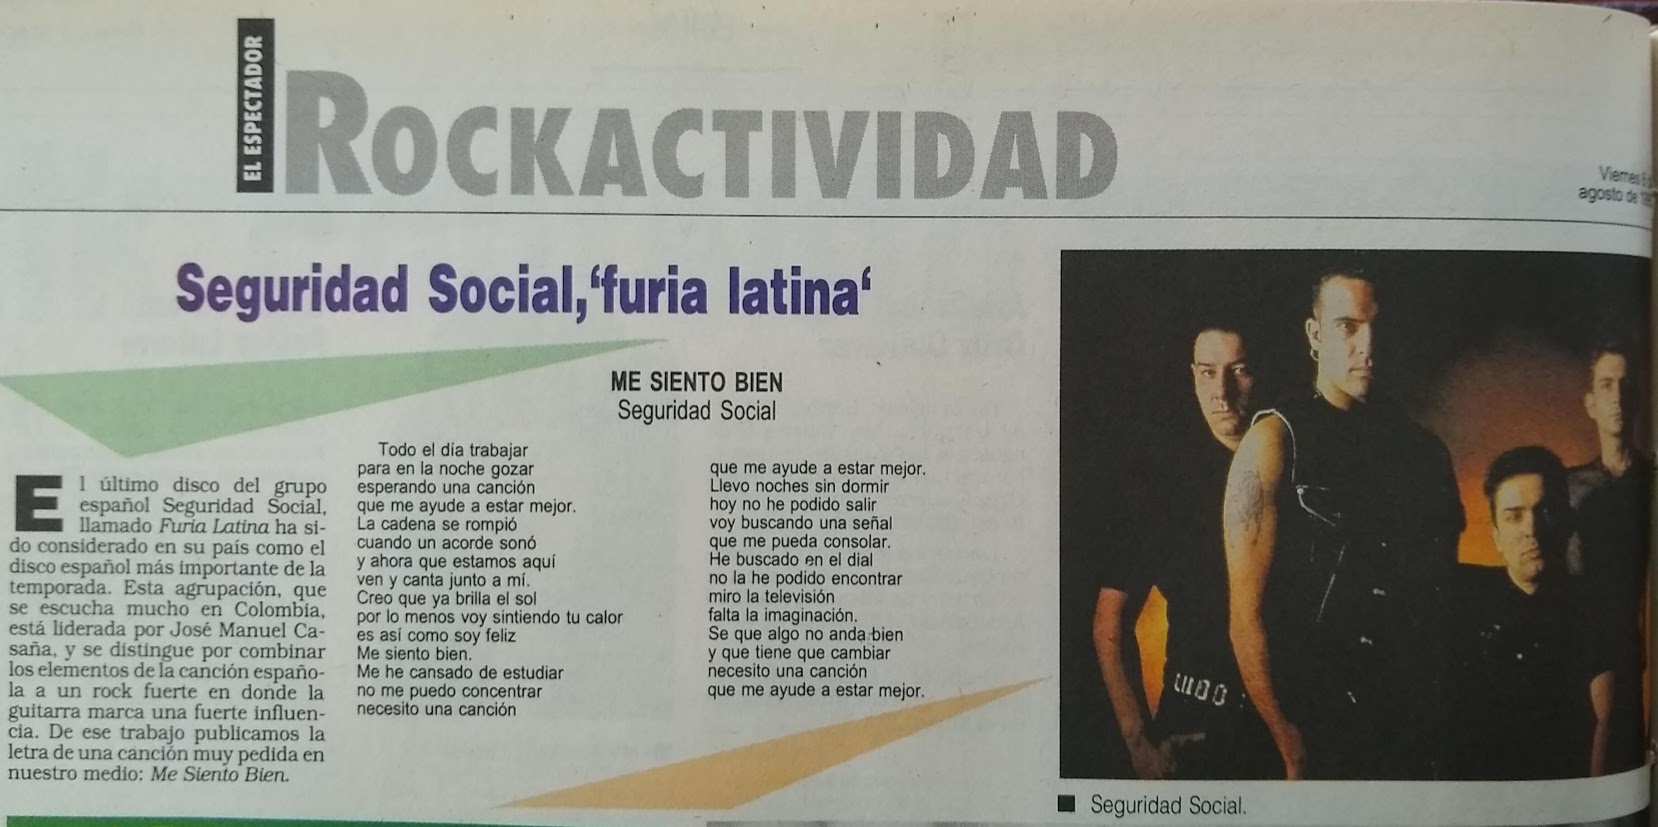 EL ESPECTADOR
ROCKACTIVIDAD
Viernes
agosto de
Seguridad Social,‘furia latina‘
El último disco del grupo
español Seguridad Social,
llamado Furia Latina ha si-
do considerado en su país como el
disco español más importante de la
temporada. Esta agrupación, que
se escucha mucho en Colombia,
está liderada por José Manuel Ca-
saña, y se distingue por combinar
los elementos de la canción españo-
la a un rock fuerte en donde la
guitarra marca una fuerte influen-
cia. De ese trabajo publicamos la
letra de una canción muy pedida en
nuestro medio: Me Siento Bien.
ME SIENTO BIEN
Seguridad Social
Todo el día trabajar
para en la noche gozar
esperando una canción
que me ayude a estar mejor.
La cadena se rompió
cuando un acorde sonó
y ahora que estamos aquí
ven y canta junto a mí.
Creo que ya brilla el sol
por lo menos voy sintiendo tu calor
es así como soy feliz
Me siento bien.
Me he cansado de estudiar
no me puedo concentrar
necesito una canción
que me ayude a estar mejor.
Llevo noches sin dormir
hoy no he podido salir
voy buscando una señal
que me pueda consolar.
He buscado en el dial
no la he podido encontrar
miro la televisión
falta la imaginación.
Se que algo no anda bien
y que tiene que cambiar
necesito una canción
que me ayude a estar mejor.
Seguridad Social.